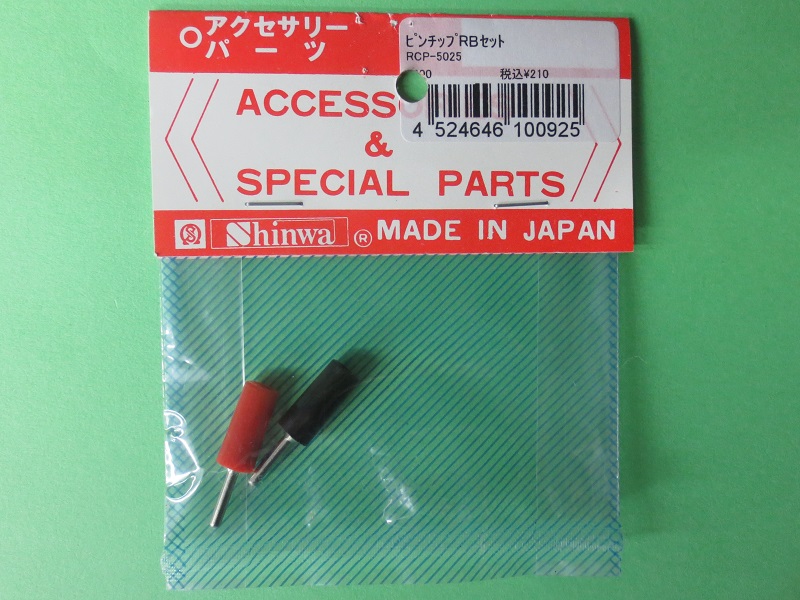 アクセサリー
パーツ
ピンチップRBセット
RCP-5025
税込¥210
4 524646 100925
ACCESSORIES
&
SPECIAL PARTS
Shinwa ® MADE IN JAPAN